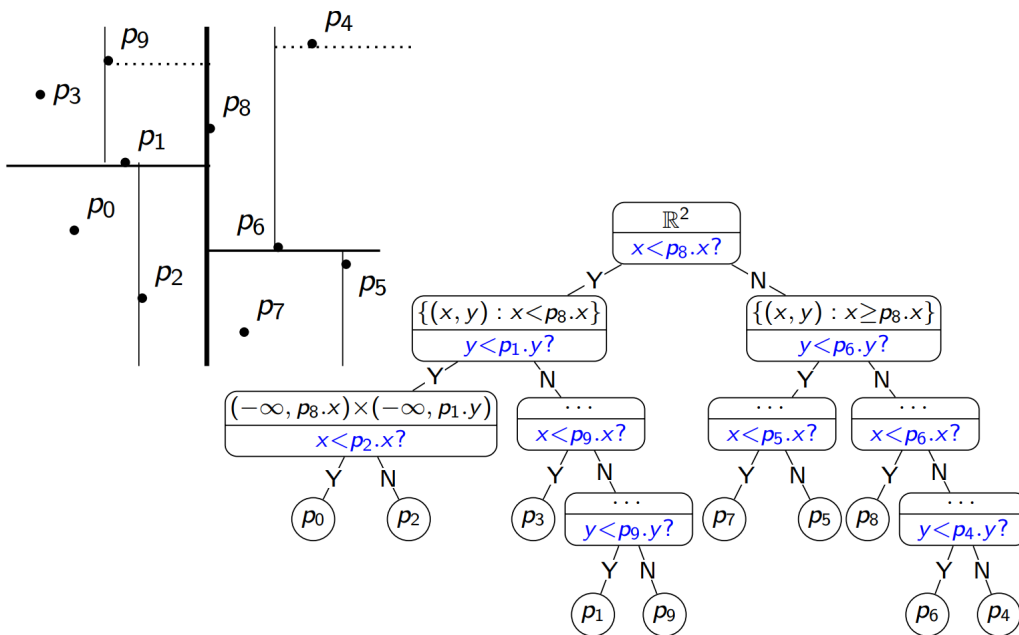 p₄
p₉
p₃
p₈
p₁
p₀
p₆
p₂
p₅
p₇
ℝ²
x<p₈.x?
Y N
{(x, y) : x<p₈.x} {(x, y) : x≥p₈.x}
y<p₁.y? y<p₆.y?
Y N Y N
(−∞, p₈.x)×(−∞, p₁.y) ··· ··· ···
x<p₂.x? x<p₉.x? x<p₅.x? x<p₆.x?
Y N Y N Y N Y N
p₀ p₂ p₃ ··· p₇ p₅ p₈ ···
y<p₉.y? y<p₄.y?
Y N Y N
p₁ p₉ p₆ p₄